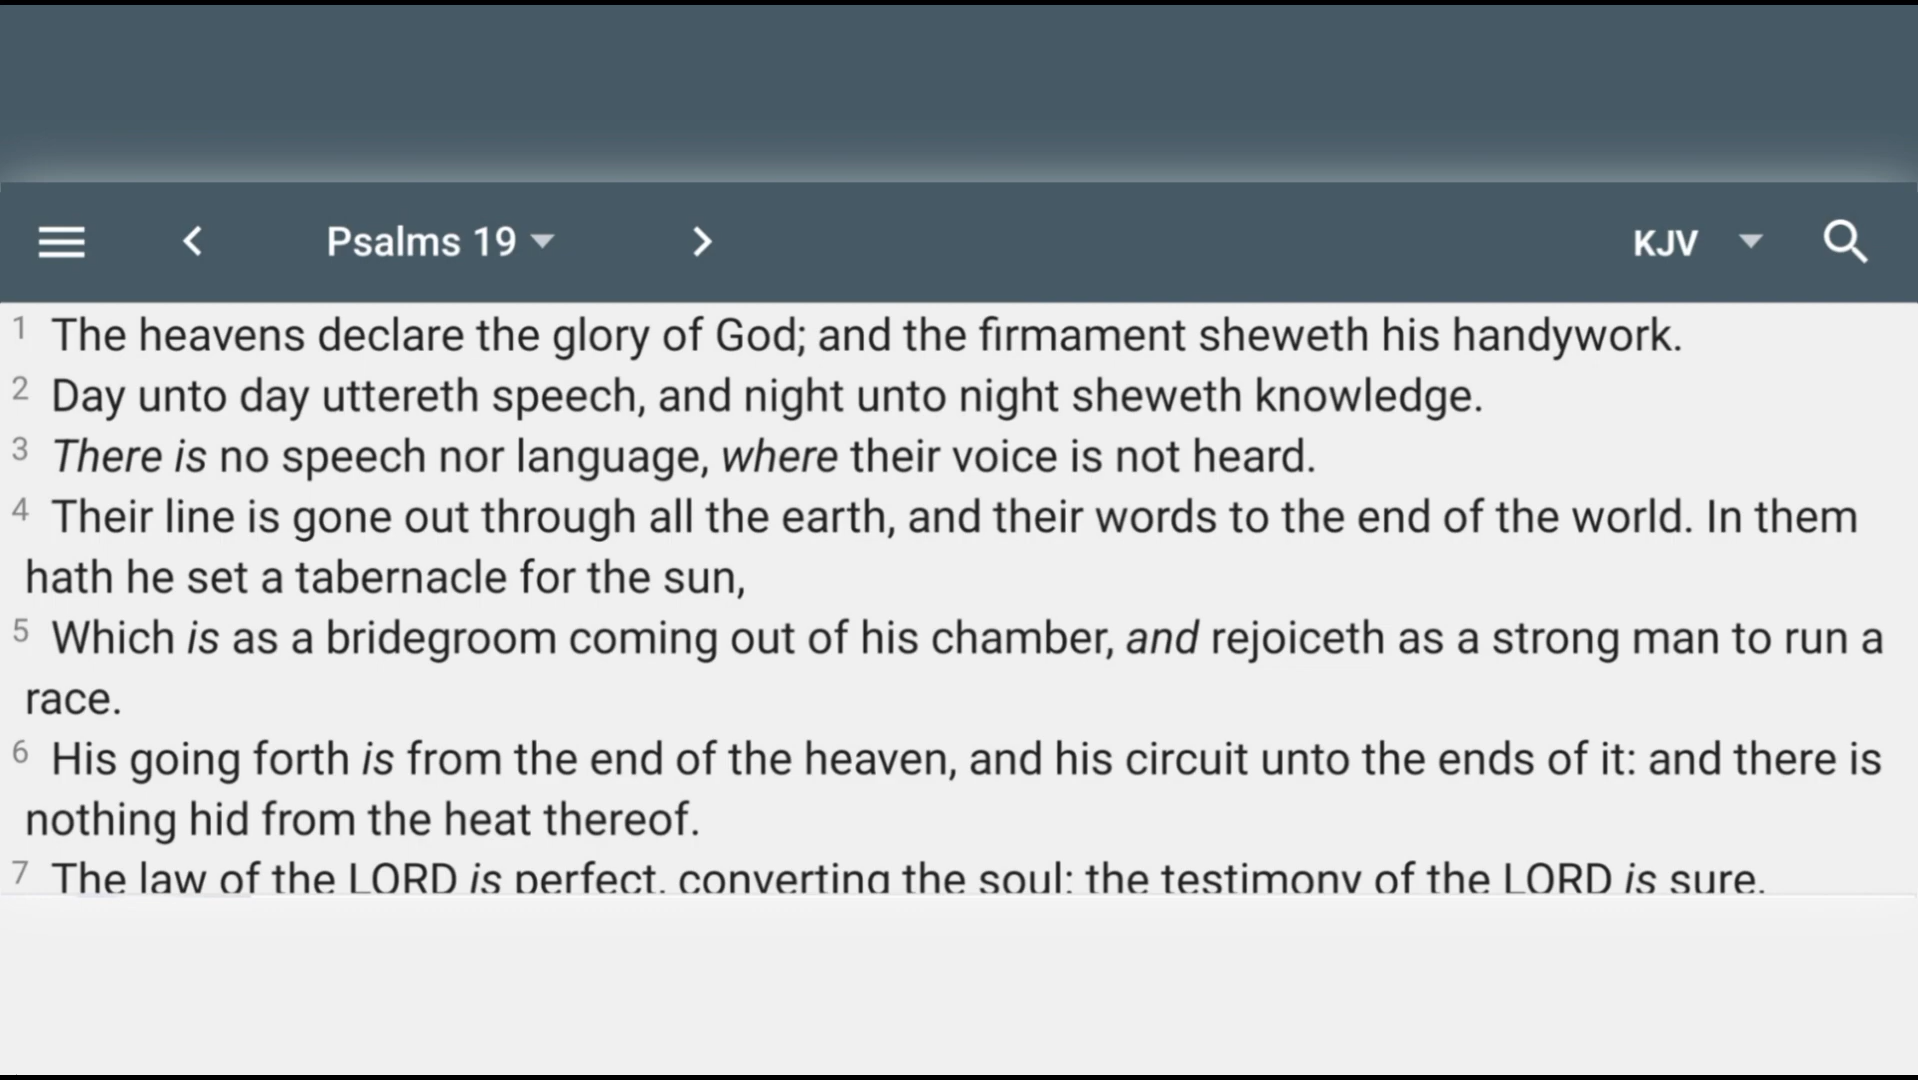 Psalms 19
KJV
1 The heavens declare the glory of God; and the firmament sheweth his handywork.
2 Day unto day uttereth speech, and night unto night sheweth knowledge.
3 There is no speech nor language, where their voice is not heard.
4 Their line is gone out through all the earth, and their words to the end of the world. In them
hath he set a tabernacle for the sun,
5 Which is as a bridegroom coming out of his chamber, and rejoiceth as a strong man to run a
race.
6 His going forth is from the end of the heaven, and his circuit unto the ends of it: and there is
nothing hid from the heat thereof.
7 The law of the LORD is perfect, converting the soul: the testimony of the LORD is sure,